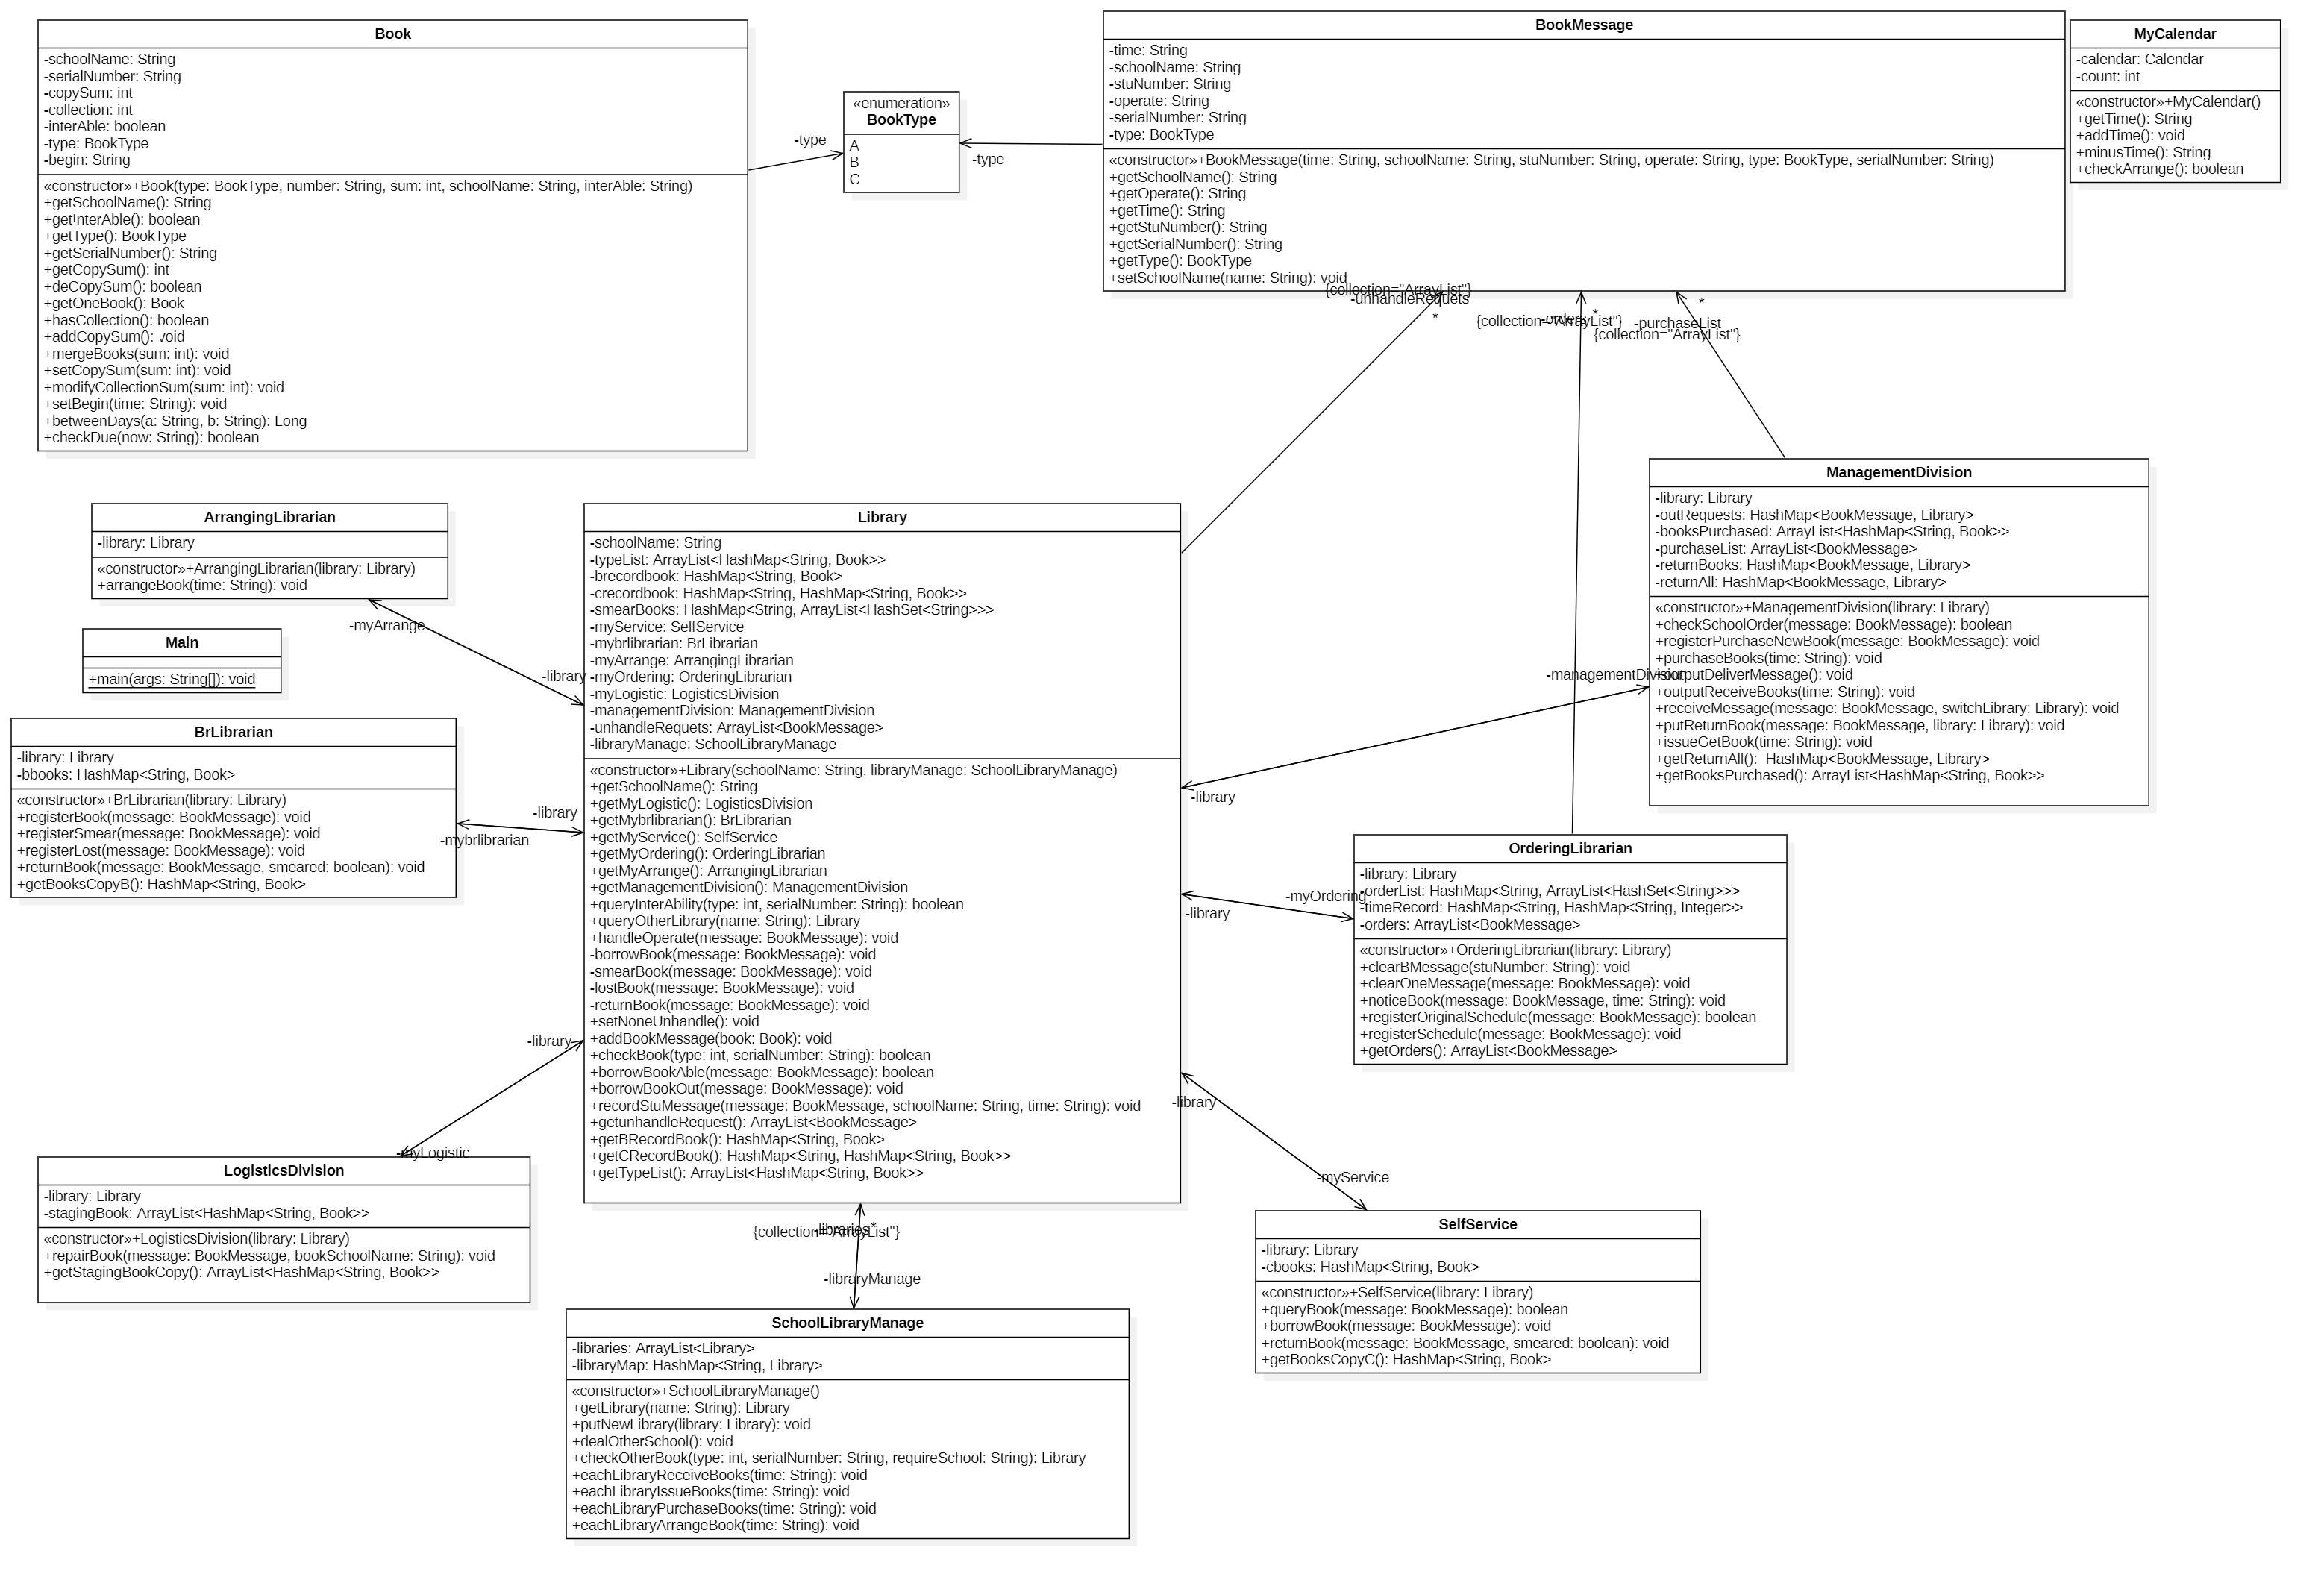 Book
-schoolName: String
-serialNumber: String
-copySum: int
-collection: int
-interAble: boolean
-type: BookType
-begin: String
«constructor»+Book(type: BookType, number: String, sum: int, schoolName: String, interAble: String)
+getSchoolName(): String
+getInterAble(): boolean
+getType(): BookType
+getSerialNumber(): String
+getCopySum(): int
+deCopySum(): boolean
+getOneBook(): Book
+hasCollection(): boolean
+addCopySum(): void
+mergeBooks(sum: int): void
+setCopySum(sum: int): void
+modifyCollectionSum(sum: int): void
+setBegin(time: String): void
+betweenDays(a: String, b: String): Long
+checkDue(now: String): boolean
-type
«enumeration»
BookType
A
B
C
-type
BookMessage
-time: String
-schoolName: String
-stuNumber: String
-operate: String
-serialNumber: String
-type: BookType
«constructor»+BookMessage(time: String, schoolName: String, stuNumber: String, operate: String, type: BookType, serialNumber: String)
+getSchoolName(): String
+getOperate(): String
+getTime(): String
+getStuNumber(): String
+getSerialNumber(): String
+getType(): BookType
+setSchoolName(name: String): void
MyCalendar
-calendar: Calendar
-count: int
«constructor»+MyCalendar()
+getTime(): String
+addTime(): void
+minusTime(): String
+checkArrange(): boolean
{collection="ArrayList"}
-unhandleRequets
*
-orders
*
{collection="ArrayList"}
*
-purchaseList
{collection="ArrayList"}
ManagementDivision
-library: Library
-outRequests: HashMap<BookMessage, Library>
-booksPurchased: ArrayList<HashMap<String, Book>>
-purchaseList: ArrayList<BookMessage>
-returnBooks: HashMap<BookMessage, Library>
-returnAll: HashMap<BookMessage, Library>
«constructor»+ManagementDivision(library: Library)
+checkSchoolOrder(message: BookMessage): boolean
+registerPurchaseNewBook(message: BookMessage): void
+purchaseBooks(time: String): void
+outputDeliverMessage(): void
+outputReceiveBooks(time: String): void
+receiveMessage(message: BookMessage, switchLibrary: Library): void
+putReturnBook(message: BookMessage, library: Library): void
+issueGetBook(time: String): void
+getReturnAll():  HashMap<BookMessage, Library>
+getBooksPurchased(): ArrayList<HashMap<String, Book>>
-managementDivision
-library
ArrangingLibrarian
-library: Library
«constructor»+ArrangingLibrarian(library: Library)
+arrangeBook(time: String): void
-myArrange
-library
Main
+main(args: String[]): void
Library
-schoolName: String
-typeList: ArrayList<HashMap<String, Book>>
-brecordbook: HashMap<String, Book>
-crecordbook: HashMap<String, HashMap<String, Book>>
-smearBooks: HashMap<String, ArrayList<HashSet<String>>>
-myService: SelfService
-mybrlibrarian: BrLibrarian
-myArrange: ArrangingLibrarian
-myOrdering: OrderingLibrarian
-myLogistic: LogisticsDivision
-managementDivision: ManagementDivision
-unhandleRequets: ArrayList<BookMessage>
-libraryManage: SchoolLibraryManage
«constructor»+Library(schoolName: String, libraryManage: SchoolLibraryManage)
+getSchoolName(): String
+getMyLogistic(): LogisticsDivision
+getMybrlibrarian(): BrLibrarian
+getMyService(): SelfService
+getMyOrdering(): OrderingLibrarian
+getMyArrange(): ArrangingLibrarian
+getManagementDivision(): ManagementDivision
+queryInterAbility(type: int, serialNumber: String): boolean
+queryOtherLibrary(name: String): Library
+handleOperate(message: BookMessage): void
-borrowBook(message: BookMessage): void
-smearBook(message: BookMessage): void
-lostBook(message: BookMessage): void
-returnBook(message: BookMessage): void
+setNoneUnhandle(): void
+addBookMessage(book: Book): void
+checkBook(type: int, serialNumber: String): boolean
+borrowBookAble(message: BookMessage): boolean
+borrowBookOut(message: BookMessage): void
+recordStuMessage(message: BookMessage, schoolName: String, time: String): void
+getunhandleRequest(): ArrayList<BookMessage>
+getBRecordBook(): HashMap<String, Book>
+getCRecordBook(): HashMap<String, HashMap<String, Book>>
+getTypeList(): ArrayList<HashMap<String, Book>>
BrLibrarian
-library: Library
-bbooks: HashMap<String, Book>
«constructor»+BrLibrarian(library: Library)
+registerBook(message: BookMessage): void
+registerSmear(message: BookMessage): void
+registerLost(message: BookMessage): void
+returnBook(message: BookMessage, smeared: boolean): void
+getBooksCopyB(): HashMap<String, Book>
-library
-mybrlibrarian
OrderingLibrarian
-library: Library
-orderList: HashMap<String, ArrayList<HashSet<String>>>
-timeRecord: HashMap<String, HashMap<String, Integer>>
-orders: ArrayList<BookMessage>
«constructor»+OrderingLibrarian(library: Library)
+clearBMessage(stuNumber: String): void
+clearOneMessage(message: BookMessage): void
+noticeBook(message: BookMessage, time: String): void
+registerOriginalSchedule(message: BookMessage): boolean
+registerSchedule(message: BookMessage): void
+getOrders(): ArrayList<BookMessage>
-myOrdering
-library
-library
-myLogistic
LogisticsDivision
-library: Library
-stagingBook: ArrayList<HashMap<String, Book>>
«constructor»+LogisticsDivision(library: Library)
+repairBook(message: BookMessage, bookSchoolName: String): void
+getStagingBookCopy(): ArrayList<HashMap<String, Book>>
-library
-myService
SelfService
-library: Library
-cbooks: HashMap<String, Book>
«constructor»+SelfService(library: Library)
+queryBook(message: BookMessage): boolean
+borrowBook(message: BookMessage): void
+returnBook(message: BookMessage, smeared: boolean): void
+getBooksCopyC(): HashMap<String, Book>
-libraries
*
{collection="ArrayList"}
-libraryManage
SchoolLibraryManage
-libraries: ArrayList<Library>
-libraryMap: HashMap<String, Library>
«constructor»+SchoolLibraryManage()
+getLibrary(name: String): Library
+putNewLibrary(library: Library): void
+dealOtherSchool(): void
+checkOtherBook(type: int, serialNumber: String, requireSchool: String): Library
+eachLibraryReceiveBooks(time: String): void
+eachLibraryIssueBooks(time: String): void
+eachLibraryPurchaseBooks(time: String): void
+eachLibraryArrangeBook(time: String): void